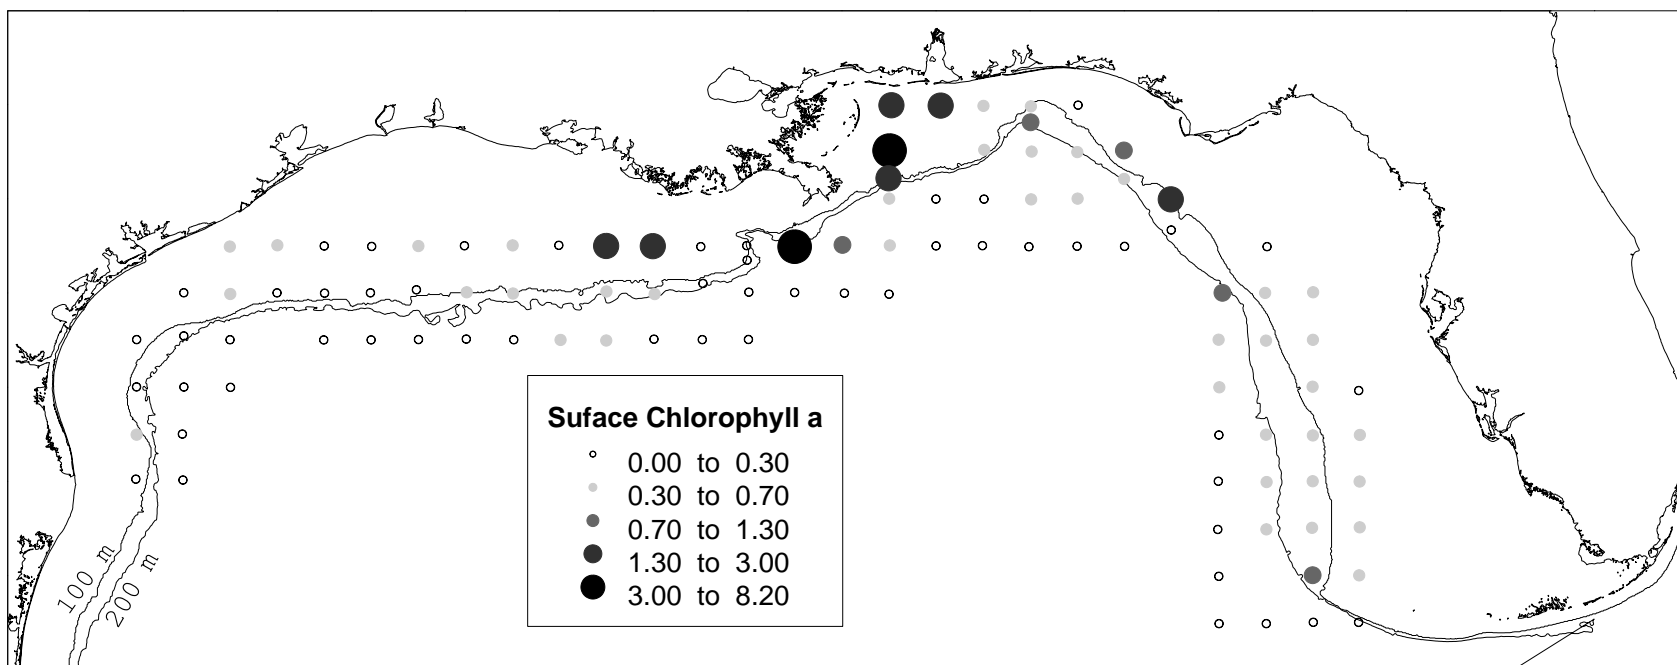 Suface Chlorophyll a
0.00 to 0.30
0.30 to 0.70
0.70 to 1.30
1.30 to 3.00
3.00 to 8.20
100 m
200 m